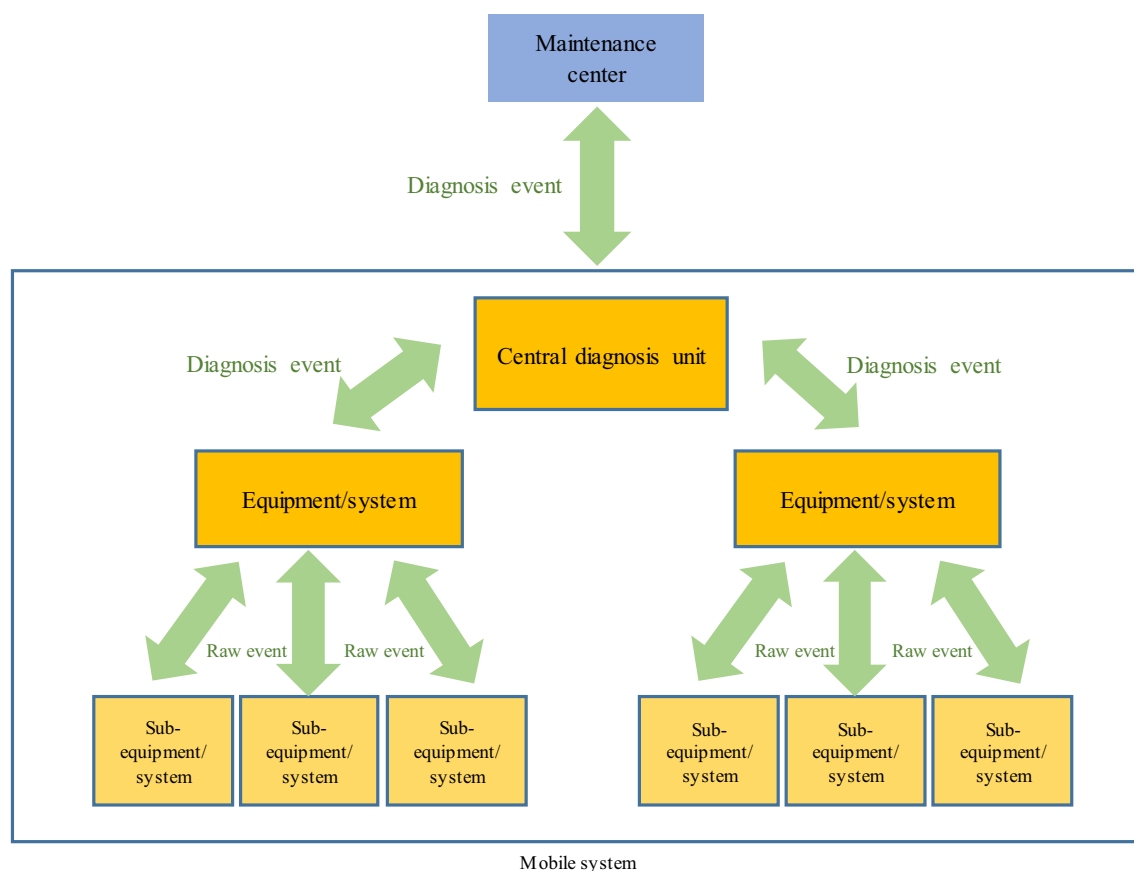 Maintenance
center
Diagnosis event
Central diagnosis unit
Diagnosis event
Diagnosis event
Equipment/system
Equipment/system
Raw event
Raw event
Raw event
Raw event
Sub-
equipment/
system
Sub-
equipment/
system
Sub-
equipment/
system
Sub-
equipment/
system
Sub-
equipment/
system
Sub-
equipment/
system
Mobile system